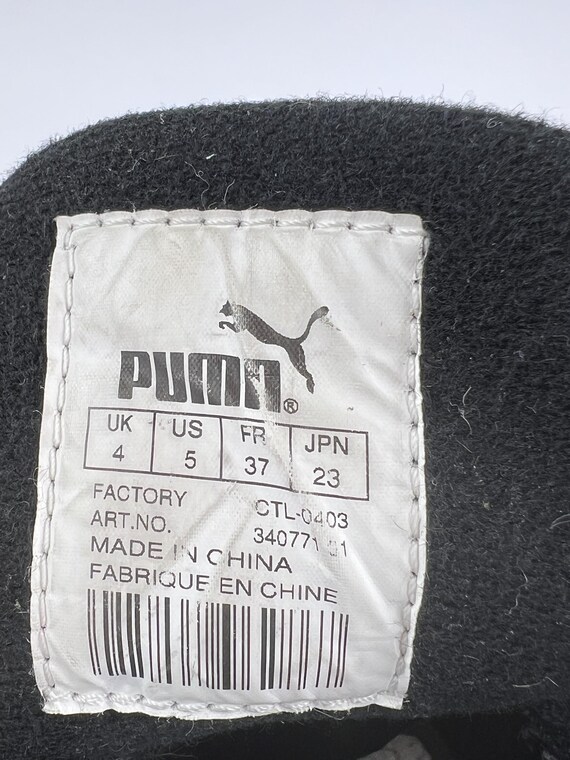 PUMA®
UK US FR JPN
4 5 37 23
FACTORY CTL-0403
ART.NO. 340771 01
MADE IN CHINA
FABRIQUE EN CHINE